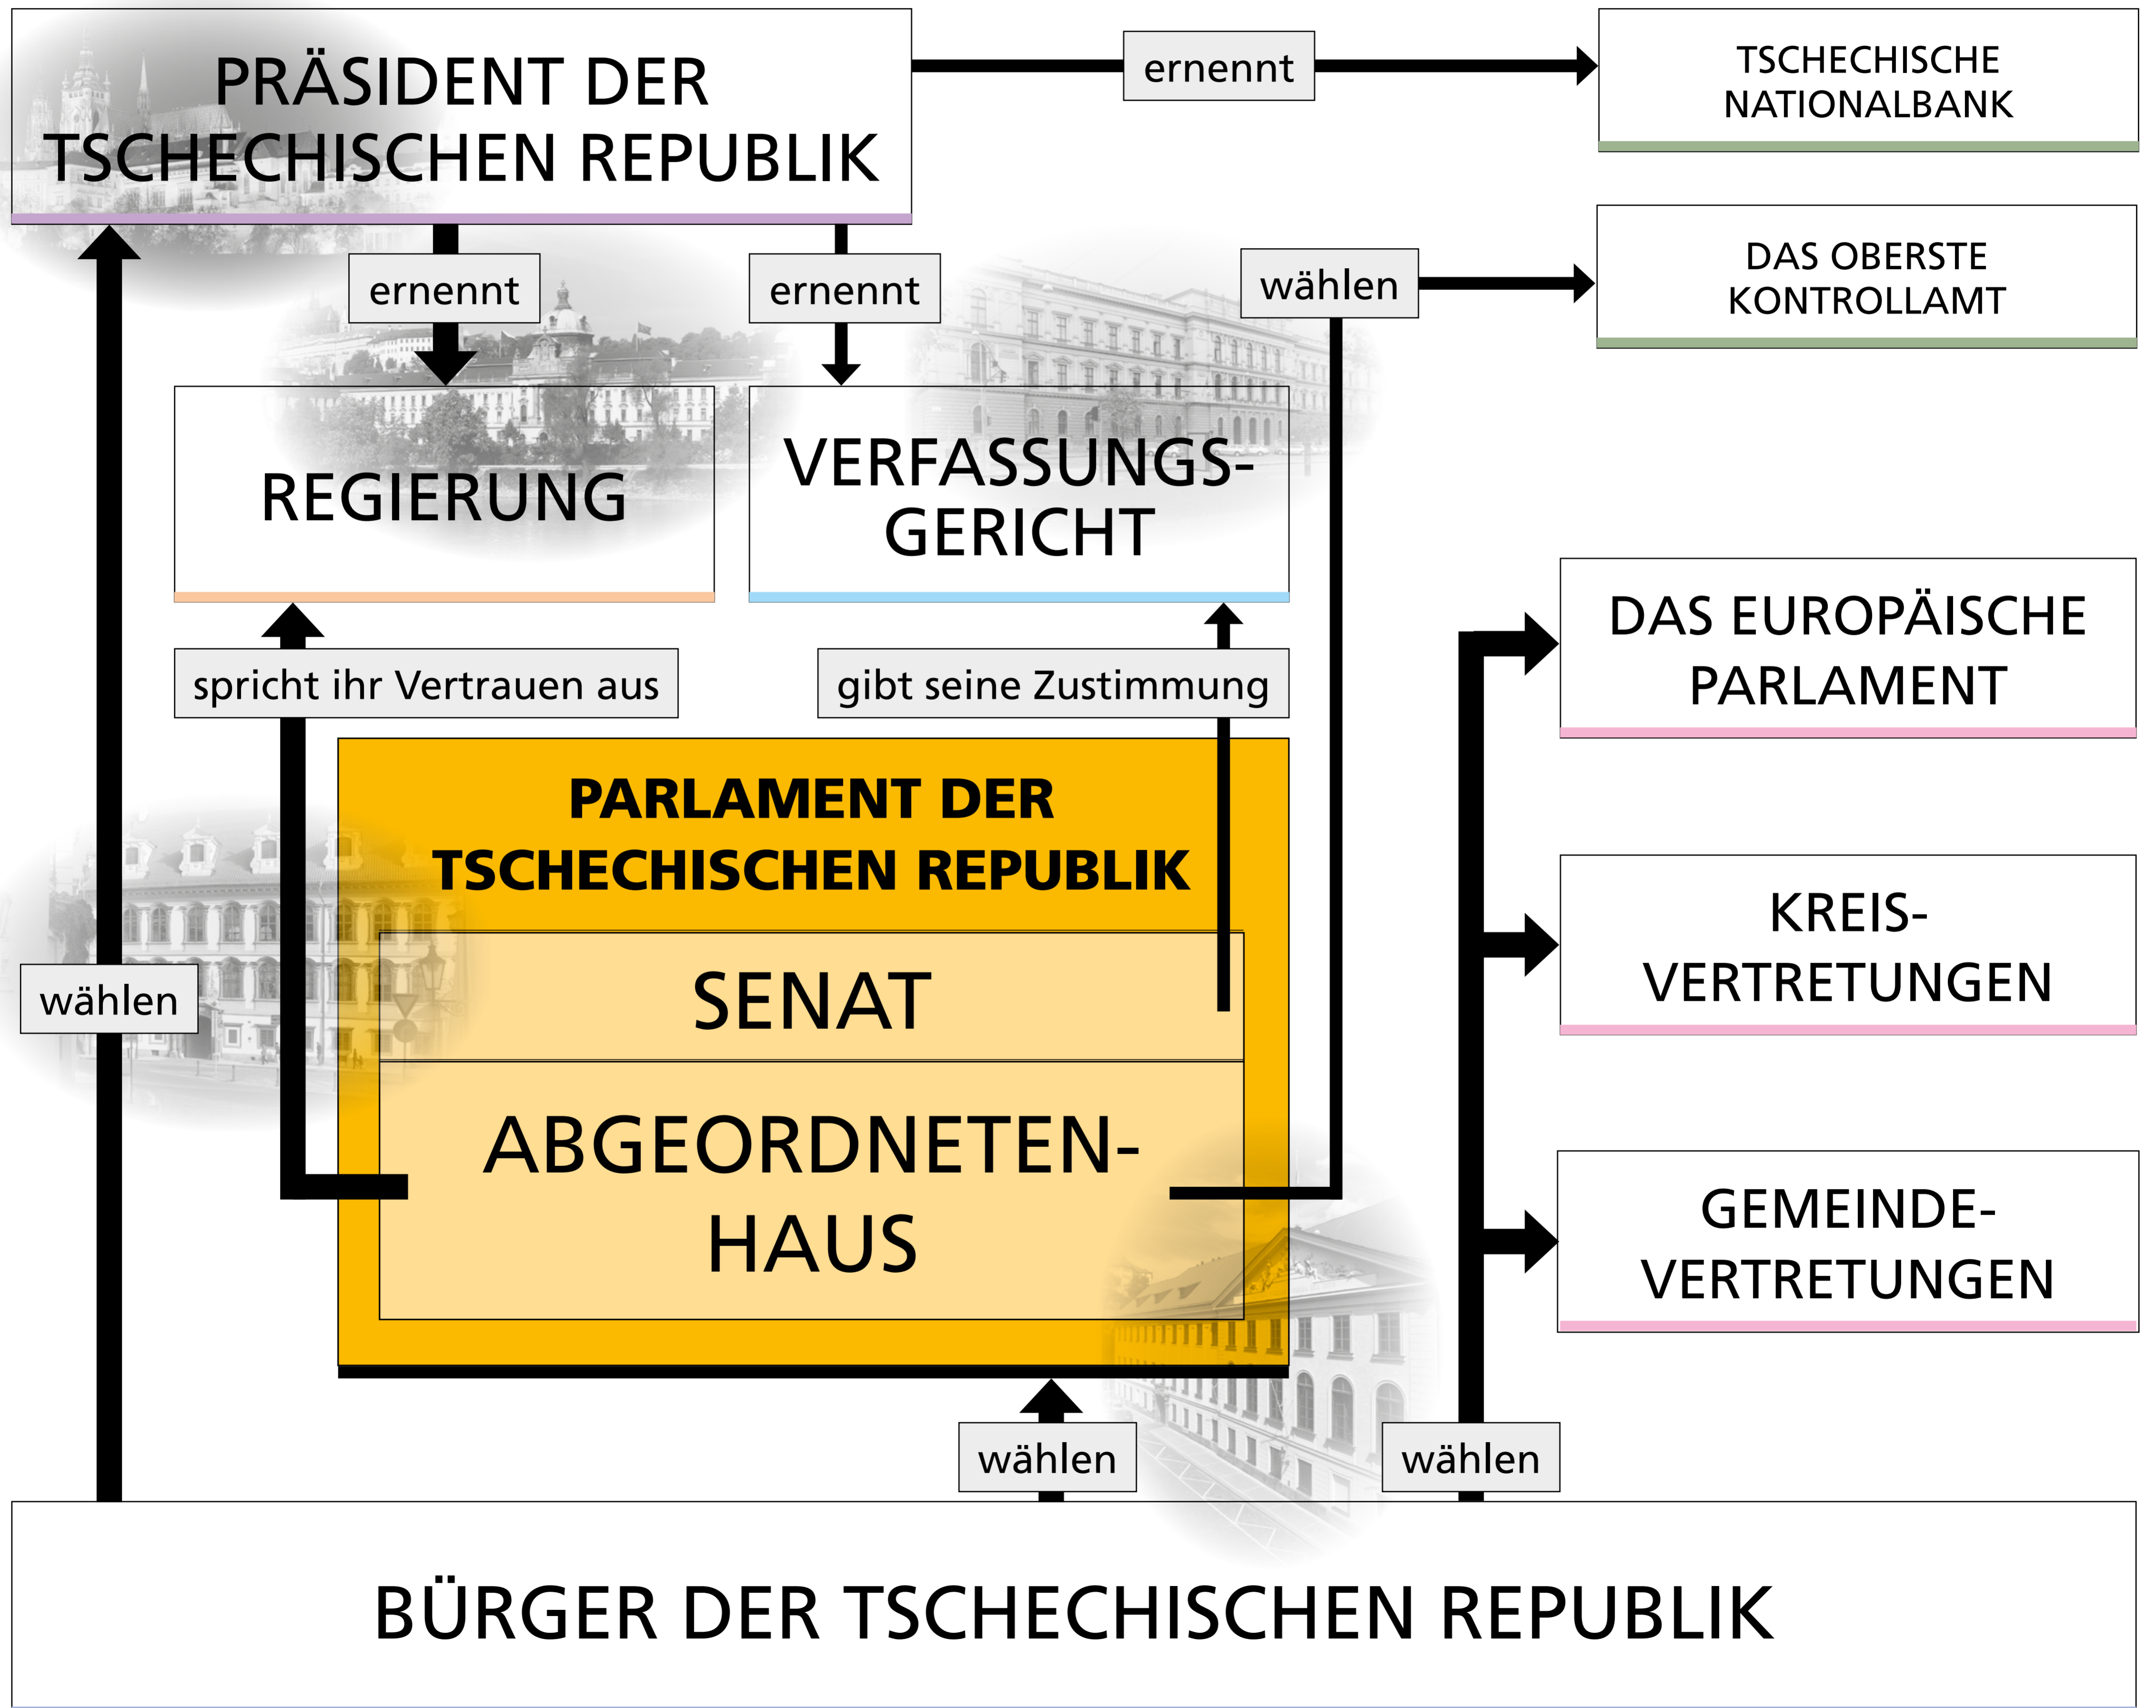 PRÄSIDENT DER
TSCHECHISCHEN REPUBLIK
ernennt
TSCHECHISCHE
NATIONALBANK
DAS OBERSTE
KONTROLLAMT
ernennt
ernennt
wählen
REGIERUNG
VERFASSUNGS-
GERICHT
DAS EUROPÄISCHE
PARLAMENT
spricht ihr Vertrauen aus
gibt seine Zustimmung
PARLAMENT DER
TSCHECHISCHEN REPUBLIK
KREIS-
VERTRETUNGEN
wählen
SENAT
ABGEORDNETEN-
HAUS
GEMEINDE-
VERTRETUNGEN
wählen
wählen
BÜRGER DER TSCHECHISCHEN REPUBLIK